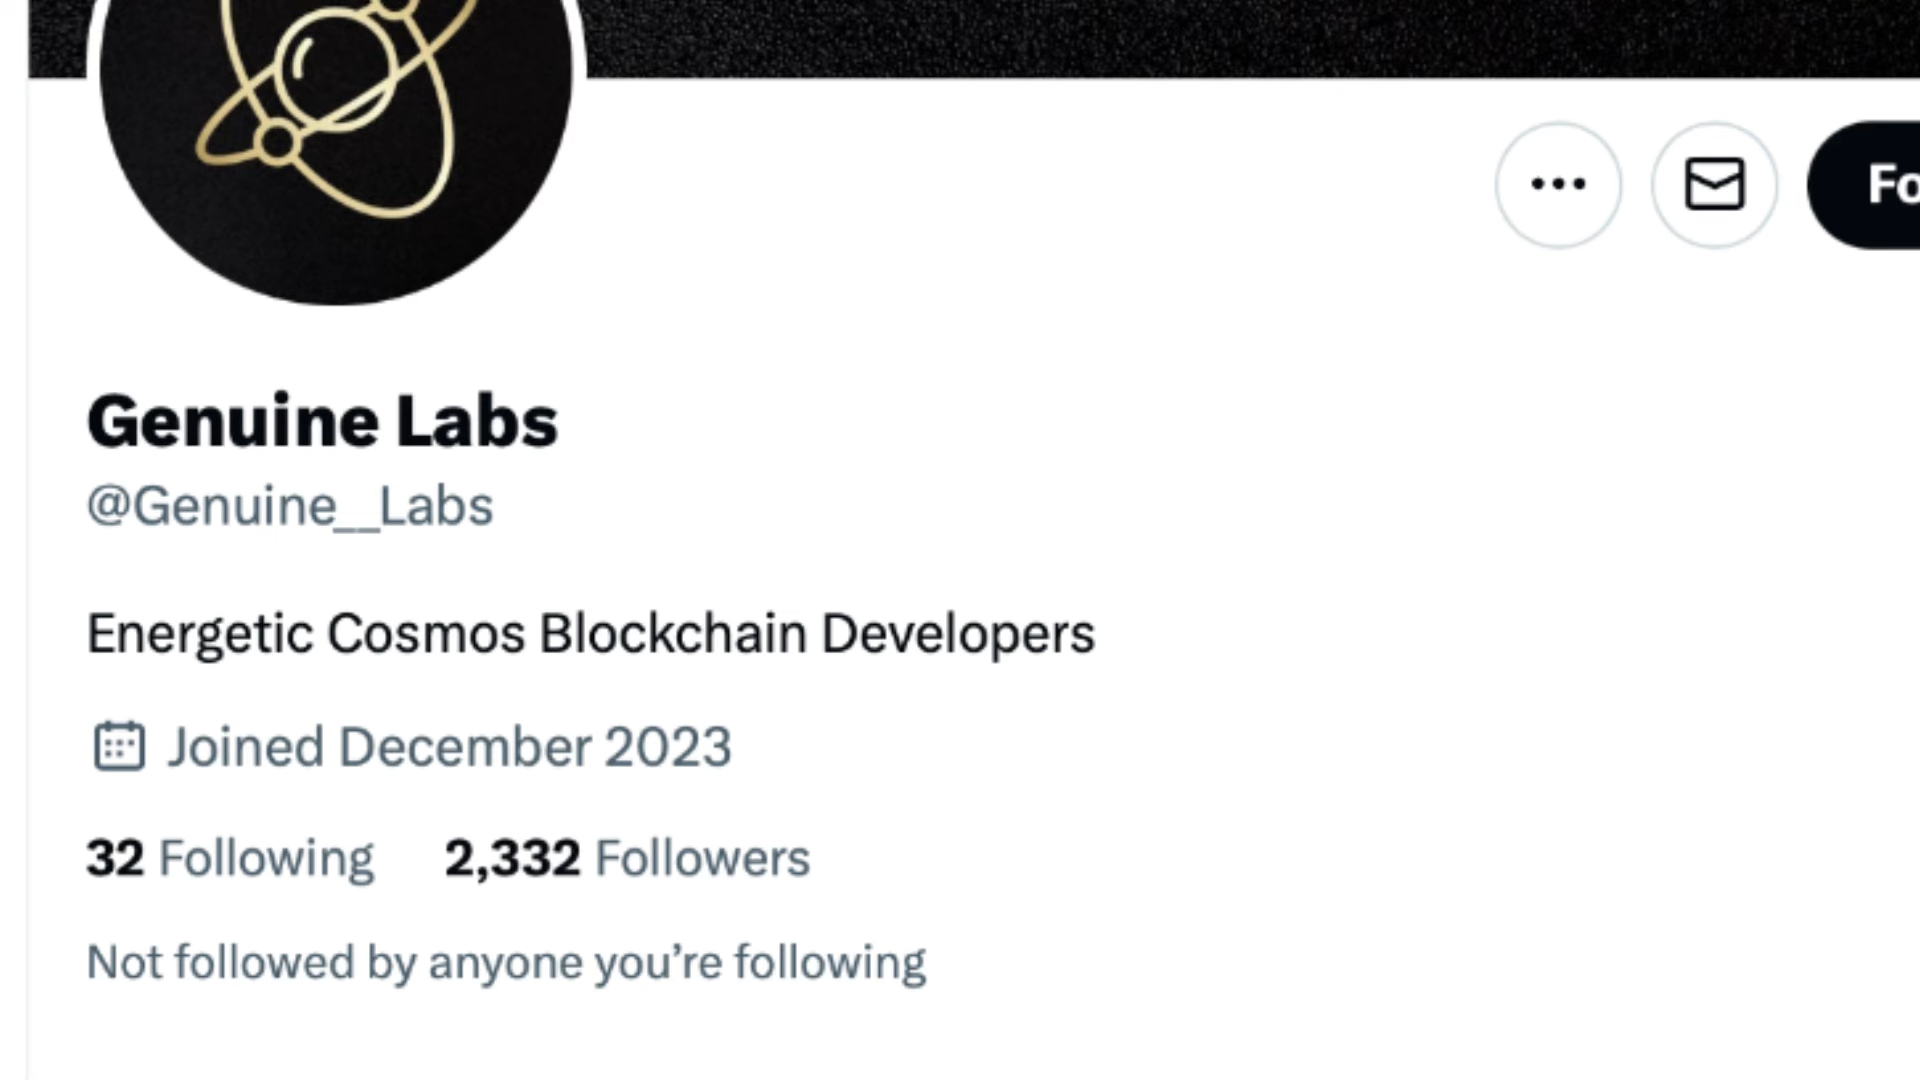 Fo
Genuine Labs
@Genuine__Labs
Energetic Cosmos Blockchain Developers
Joined December 2023
32 Following 2,332 Followers
Not followed by anyone you’re following